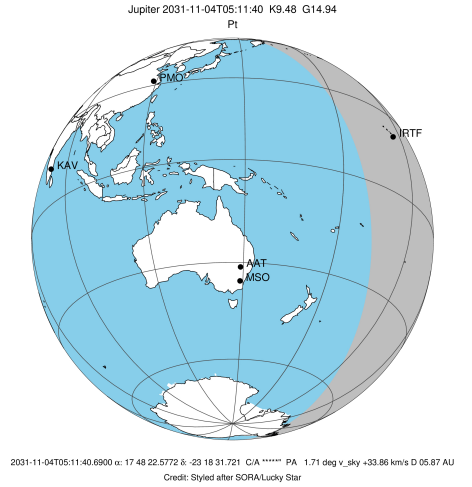 Jupiter 2031-11-04T05:11:40 K9.48 G14.94
Pt
PMO
IRTF
KAV
AAT
MSO
2031-11-04T05:11:40.6900 α: 17 48 22.5772 δ: -23 18 31.721 C/A *****" PA 1.71 deg v_sky +33.86 km/s D 05.87 AU
Credit: Styled after SORA/Lucky Star